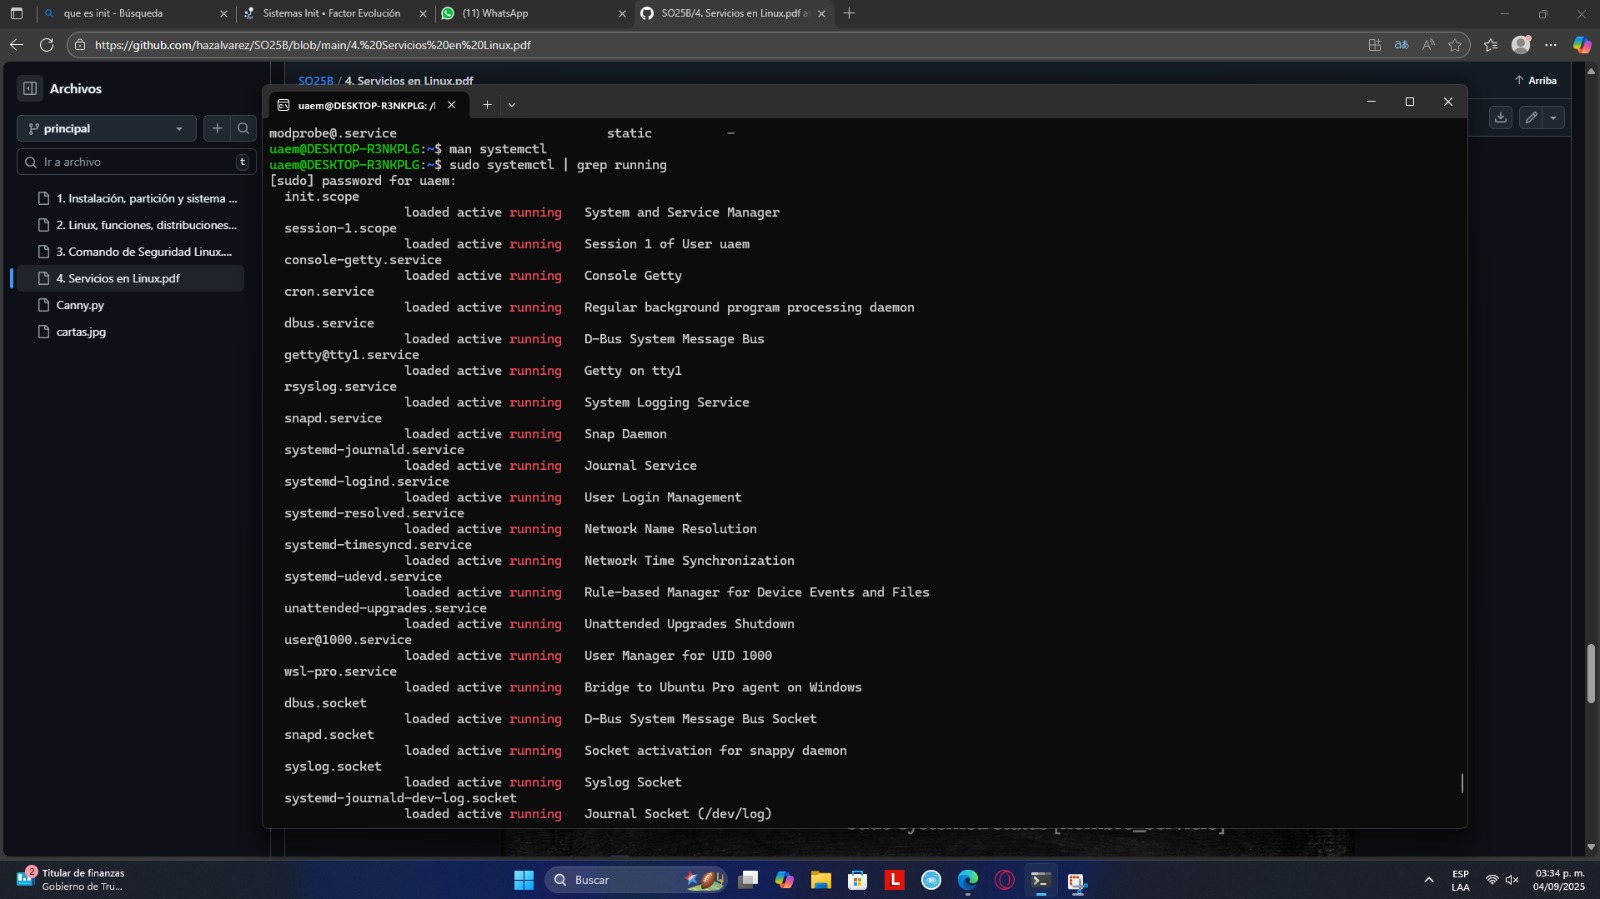 que es init - Búsqueda
Sistemas Init • Factor Evolución
(11) WhatsApp
SO25B/4. Servicios en Linux.pdf a
https://github.com/hazalvarez/SO25B/blob/main/4.%20Servicios%20en%20Linux.pdf
Archivos
SO25B / 4. Servicios en Linux.pdf
Arriba
principal
Ir a archivo
t
1. Instalación, partición y sistema ...
2. Linux, funciones, distribuciones...
3. Comando de Seguridad Linux....
4. Servicios en Linux.pdf
Canny.py
cartas.jpg
uaem@DESKTOP-R3NKPLG: /
modprobe@.service static -
uaem@DESKTOP-R3NKPLG:~$ man systemctl
uaem@DESKTOP-R3NKPLG:~$ sudo systemctl | grep running
[sudo] password for uaem:
init.scope
loaded active running System and Service Manager
session-1.scope
loaded active running Session 1 of User uaem
console-getty.service
loaded active running Console Getty
cron.service
loaded active running Regular background program processing daemon
dbus.service
loaded active running D-Bus System Message Bus
getty@tty1.service
loaded active running Getty on tty1
rsyslog.service
loaded active running System Logging Service
snapd.service
loaded active running Snap Daemon
systemd-journald.service
loaded active running Journal Service
systemd-logind.service
loaded active running User Login Management
systemd-resolved.service
loaded active running Network Name Resolution
systemd-timesyncd.service
loaded active running Network Time Synchronization
systemd-udevd.service
loaded active running Rule-based Manager for Device Events and Files
unattended-upgrades.service
loaded active running Unattended Upgrades Shutdown
user@1000.service
loaded active running User Manager for UID 1000
wsl-pro.service
loaded active running Bridge to Ubuntu Pro agent on Windows
dbus.socket
loaded active running D-Bus System Message Bus Socket
snapd.socket
loaded active running Socket activation for snappy daemon
syslog.socket
loaded active running Syslog Socket
systemd-journald-dev-log.socket
loaded active running Journal Socket (/dev/log)
2
Titular de finanzas
Gobierno de Tru...
Buscar
L
ESP
LAA
03:34 p. m.
04/09/2025